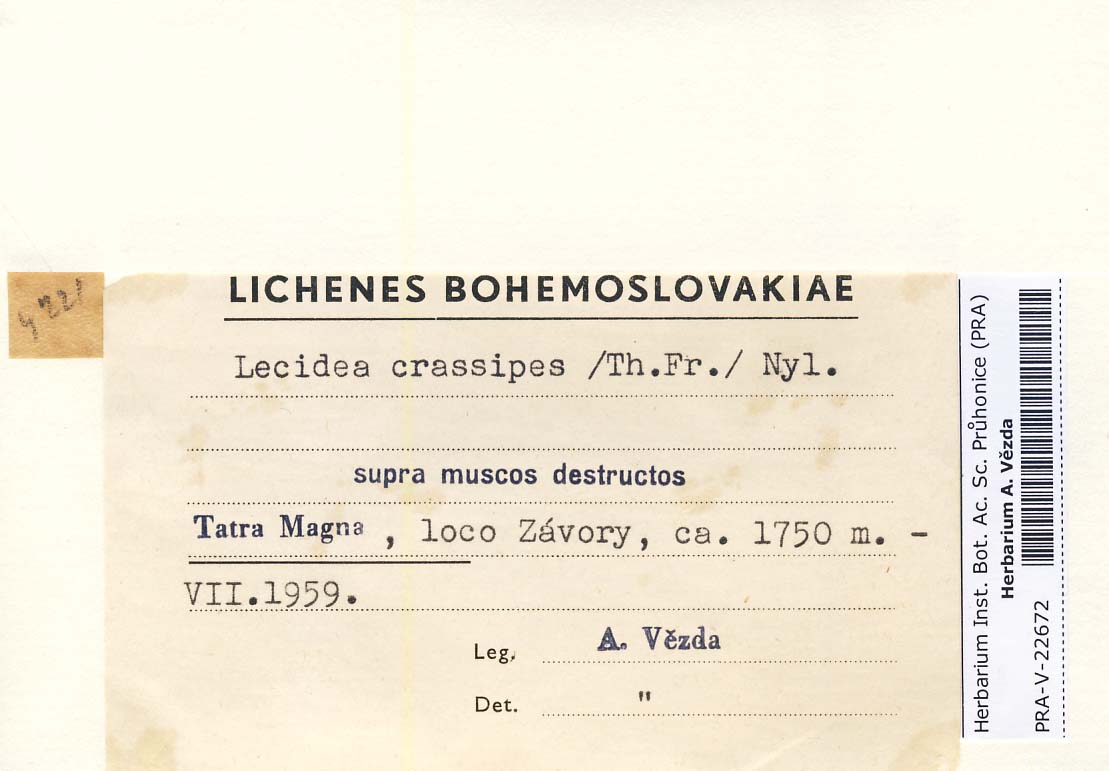 LICHENES BOHEMOSLOVAKIAE
Lecidea crassipes /Th.Fr./ Nyl.
supra muscos destructos
Tatra Magna, loco Závory, ca. 1750 m. -
VII.1959.
Leg. A. Vězda
Det. "
Herbarium Inst. Bot. Ac. Sc. Průhonice (PRA)
Herbarium A. Vězda
PRA-V-22672